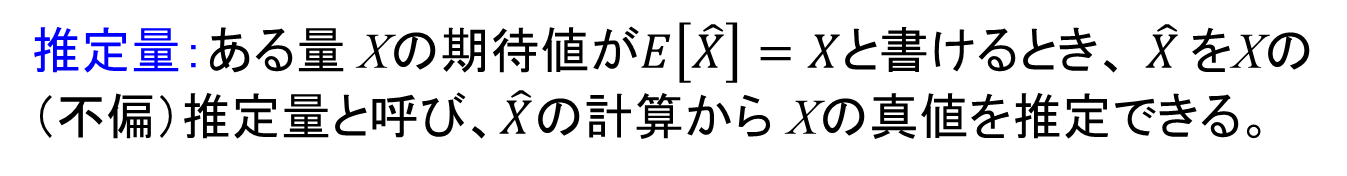 推定量：ある量 Xの期待値がE[X̂] = Xと書けるとき、 X̂ をXの
（不偏）推定量と呼び、X̂の計算から Xの真値を推定できる。